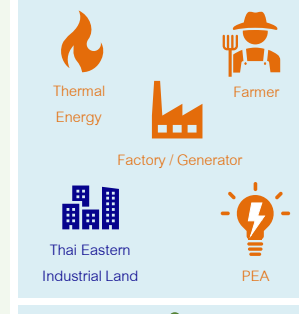 Thermal
Energy
Farmer
Factory / Generator
Thai Eastern
Industrial Land
PEA